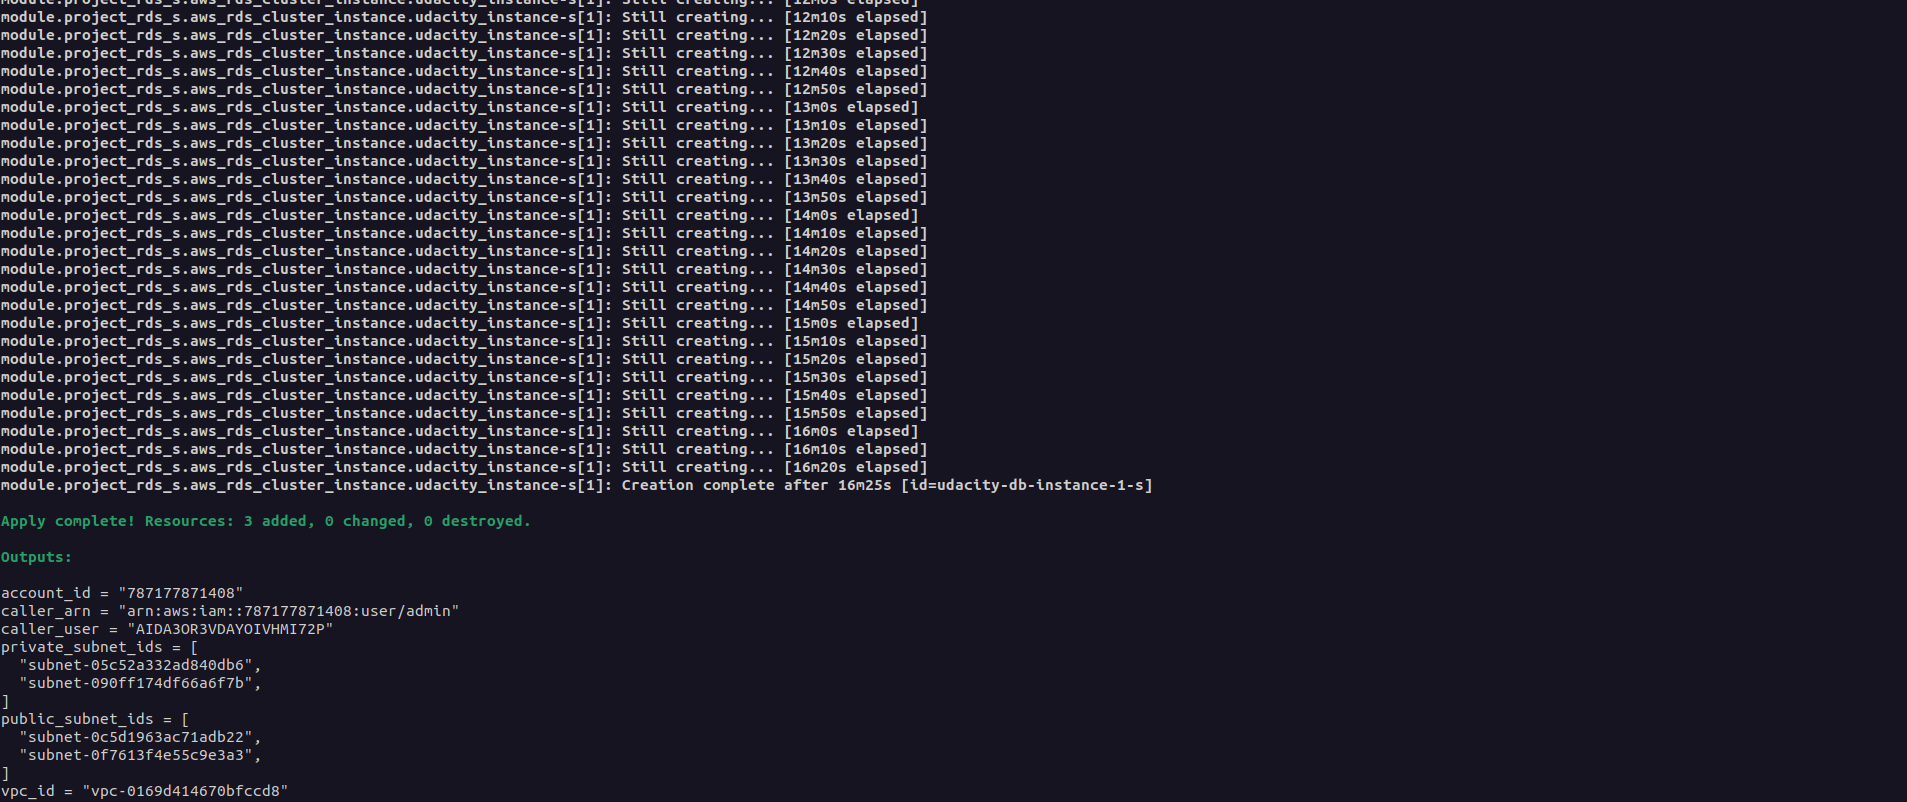 module.project_rds_s.aws_rds_cluster_instance.udacity_instance-s[1]: Still creating... [12m0s elapsed]
module.project_rds_s.aws_rds_cluster_instance.udacity_instance-s[1]: Still creating... [12m10s elapsed]
module.project_rds_s.aws_rds_cluster_instance.udacity_instance-s[1]: Still creating... [12m20s elapsed]
module.project_rds_s.aws_rds_cluster_instance.udacity_instance-s[1]: Still creating... [12m30s elapsed]
module.project_rds_s.aws_rds_cluster_instance.udacity_instance-s[1]: Still creating... [12m40s elapsed]
module.project_rds_s.aws_rds_cluster_instance.udacity_instance-s[1]: Still creating... [12m50s elapsed]
module.project_rds_s.aws_rds_cluster_instance.udacity_instance-s[1]: Still creating... [13m0s elapsed]
module.project_rds_s.aws_rds_cluster_instance.udacity_instance-s[1]: Still creating... [13m10s elapsed]
module.project_rds_s.aws_rds_cluster_instance.udacity_instance-s[1]: Still creating... [13m20s elapsed]
module.project_rds_s.aws_rds_cluster_instance.udacity_instance-s[1]: Still creating... [13m30s elapsed]
module.project_rds_s.aws_rds_cluster_instance.udacity_instance-s[1]: Still creating... [13m40s elapsed]
module.project_rds_s.aws_rds_cluster_instance.udacity_instance-s[1]: Still creating... [13m50s elapsed]
module.project_rds_s.aws_rds_cluster_instance.udacity_instance-s[1]: Still creating... [14m0s elapsed]
module.project_rds_s.aws_rds_cluster_instance.udacity_instance-s[1]: Still creating... [14m10s elapsed]
module.project_rds_s.aws_rds_cluster_instance.udacity_instance-s[1]: Still creating... [14m20s elapsed]
module.project_rds_s.aws_rds_cluster_instance.udacity_instance-s[1]: Still creating... [14m30s elapsed]
module.project_rds_s.aws_rds_cluster_instance.udacity_instance-s[1]: Still creating... [14m40s elapsed]
module.project_rds_s.aws_rds_cluster_instance.udacity_instance-s[1]: Still creating... [14m50s elapsed]
module.project_rds_s.aws_rds_cluster_instance.udacity_instance-s[1]: Still creating... [15m0s elapsed]
module.project_rds_s.aws_rds_cluster_instance.udacity_instance-s[1]: Still creating... [15m10s elapsed]
module.project_rds_s.aws_rds_cluster_instance.udacity_instance-s[1]: Still creating... [15m20s elapsed]
module.project_rds_s.aws_rds_cluster_instance.udacity_instance-s[1]: Still creating... [15m30s elapsed]
module.project_rds_s.aws_rds_cluster_instance.udacity_instance-s[1]: Still creating... [15m40s elapsed]
module.project_rds_s.aws_rds_cluster_instance.udacity_instance-s[1]: Still creating... [15m50s elapsed]
module.project_rds_s.aws_rds_cluster_instance.udacity_instance-s[1]: Still creating... [16m0s elapsed]
module.project_rds_s.aws_rds_cluster_instance.udacity_instance-s[1]: Still creating... [16m10s elapsed]
module.project_rds_s.aws_rds_cluster_instance.udacity_instance-s[1]: Still creating... [16m20s elapsed]
module.project_rds_s.aws_rds_cluster_instance.udacity_instance-s[1]: Creation complete after 16m25s [id=udacity-db-instance-1-s]
Apply complete! Resources: 3 added, 0 changed, 0 destroyed.
Outputs:
account_id = "787177871408"
caller_arn = "arn:aws:iam::787177871408:user/admin"
caller_user = "AIDA3OR3VDAYOIVHMI72P"
private_subnet_ids = [
  "subnet-05c52a332ad840db6",
  "subnet-090ff174df66a6f7b",
]
public_subnet_ids = [
  "subnet-0c5d1963ac71adb22",
  "subnet-0f7613f4e55c9e3a3",
]
vpc_id = "vpc-0169d414670bfccd8"